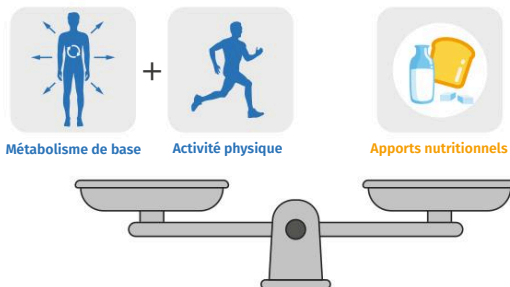 +
Métabolisme de base
Activité physique
Apports nutritionnels